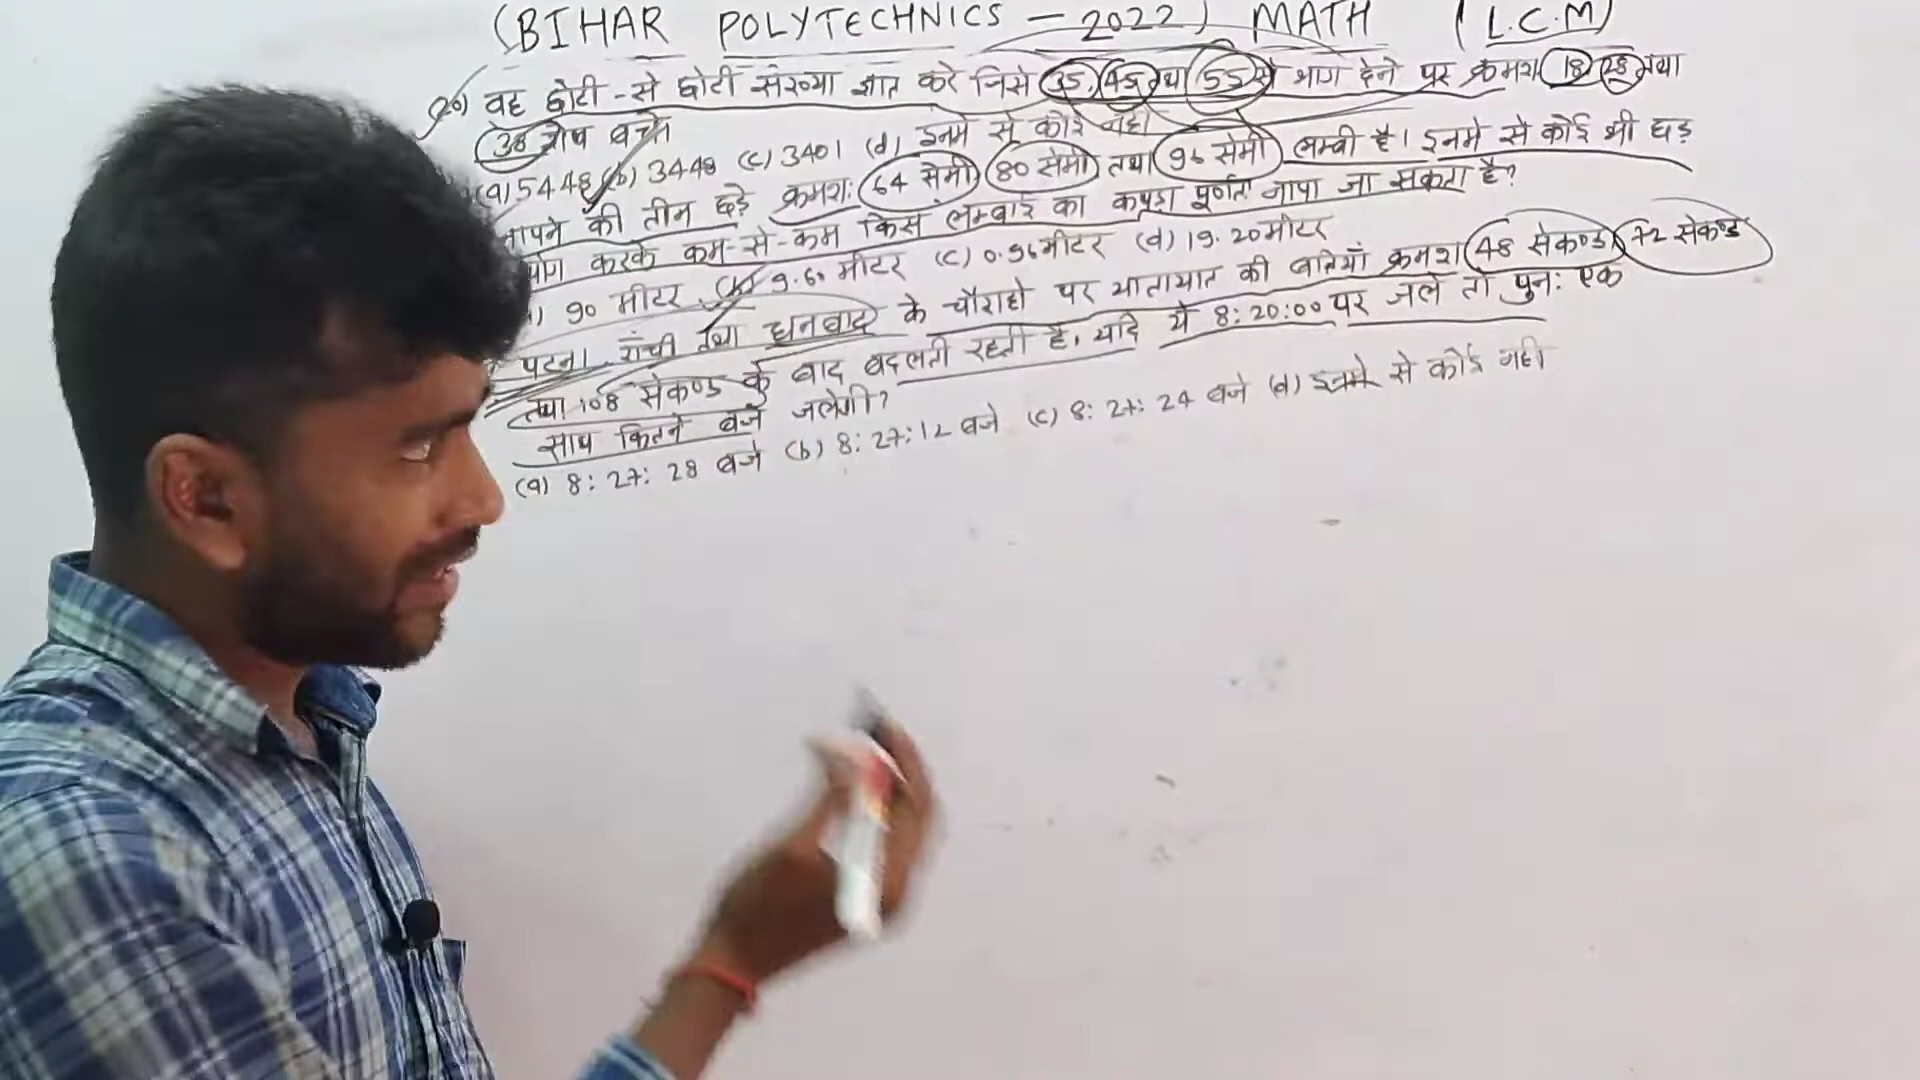 (BIHAR POLYTECHNICS - 2022) MATH (L.C.M)
वह छोटी-से छोटी संख्या ज्ञात करे जिसे 35, 45 तथा 55 से भाग देने पर क्रमशः 18, 28 तथा
38 शेष बचे।
(a) 5448 (b) 3448 (c) 3401 (d) इनमे से कोई नहीं
नापने की तीन छड़े क्रमशः 64 सेमी, 80 सेमी तथा 96 सेमी लम्बी है। इनमे से कोई भी छड़
करके कम-से-कम किस लम्बाई का कपड़ा पूर्णतः नापा जा सकता है?
90 मीटर (b) 9.60 मीटर (c) 0.96 मीटर (d) 19.20 मीटर
पटना, राँची तथा धनबाद के चौराहो पर यातायात की बातियाँ क्रमशः 48 सेकण्ड, 72 सेकण्ड
तथा 108 सेकण्ड के बाद बदलती रहती है, यदि ये 8:20:00 पर जले तो पुनः एक
साथ कितने बजे जलेगी?
(a) 8:27:28 बजे (b) 8:27:12 बजे (c) 8:27:24 बजे (d) इनमे से कोई नही